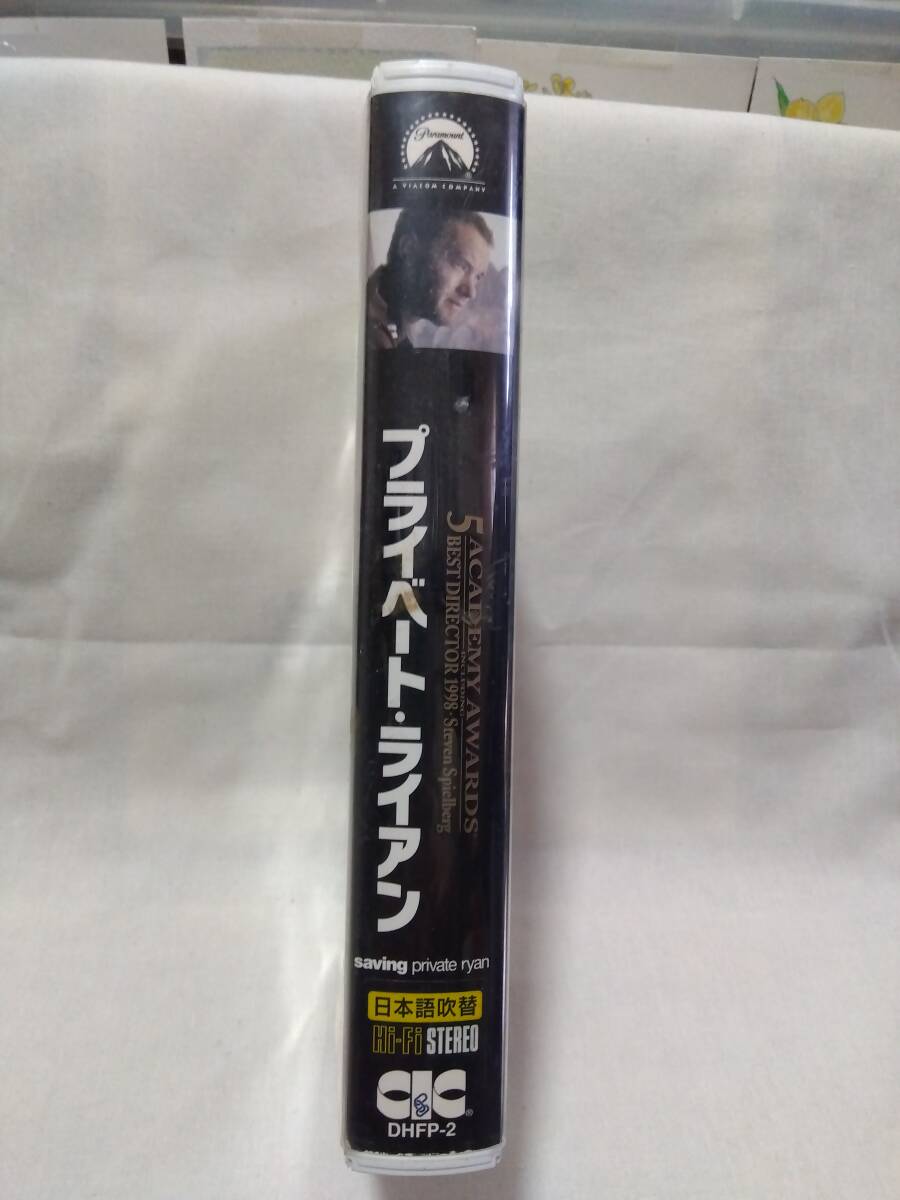 Paramount
A VIACOM COMPANY
プライベート・ライアン
5 ACADEMY AWARDS
INCLUDING
BEST DIRECTOR 1998・Steven Spielberg
saving private ryan
日本語吹替
Hi-Fi STEREO
CIC
DHFP-2